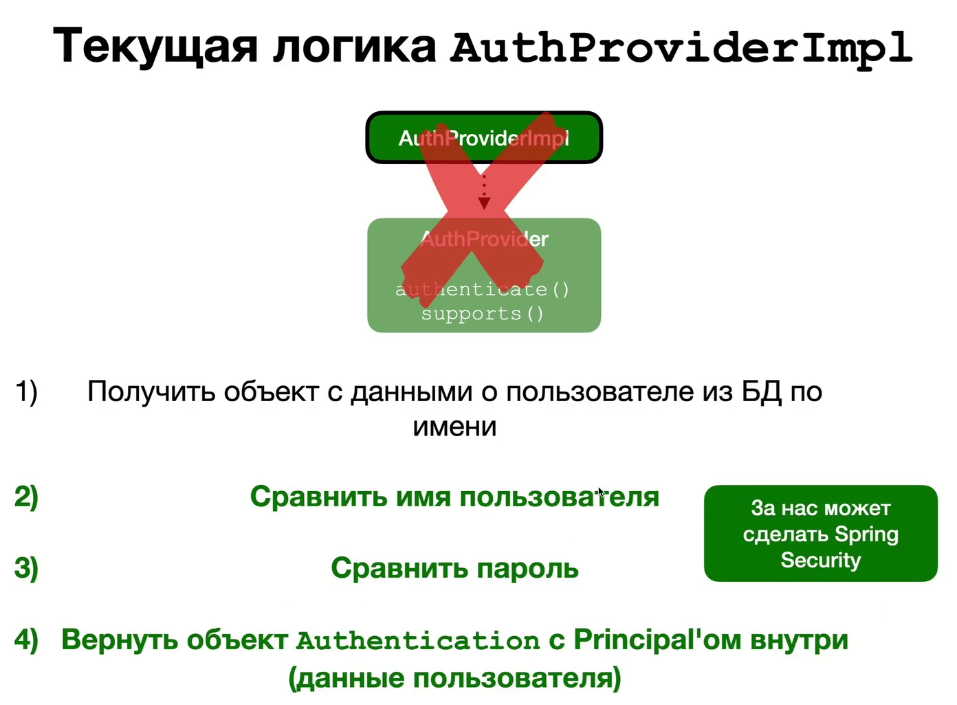 Текущая логика AuthProviderImpl
AuthProviderImpl
AuthProvider
authenticate()
supports()
1) Получить объект с данными о пользователе из БД по
имени
2) Сравнить имя пользователя
За нас может
сделать Spring
Security
3) Сравнить пароль
4) Вернуть объект Authentication с Principal'ом внутри
(данные пользователя)